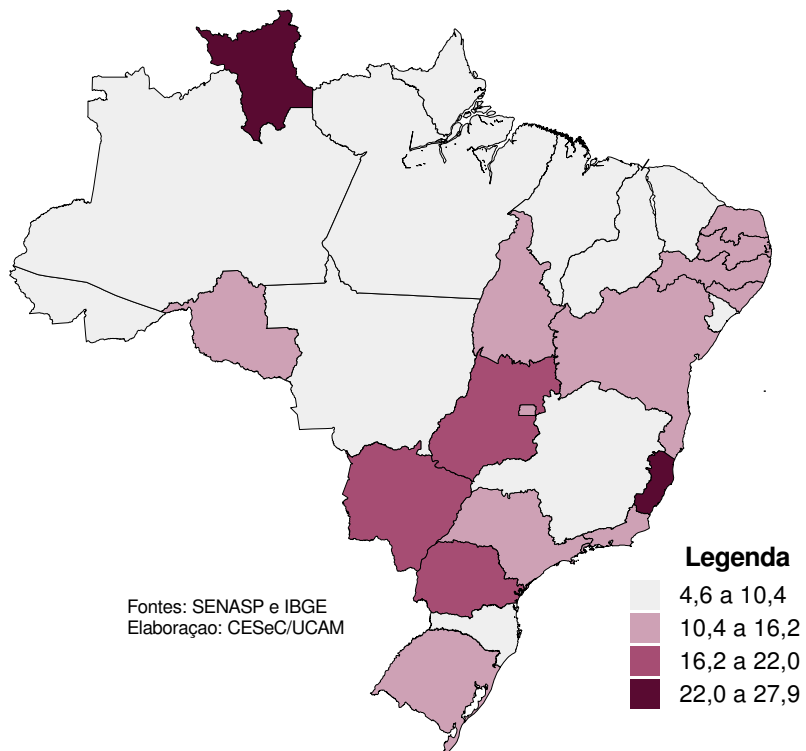 Fontes: SENASP e IBGE
Elaboraçao: CESeC/UCAM
Legenda
4,6 a 10,4
10,4 a 16,2
16,2 a 22,0
22,0 a 27,9